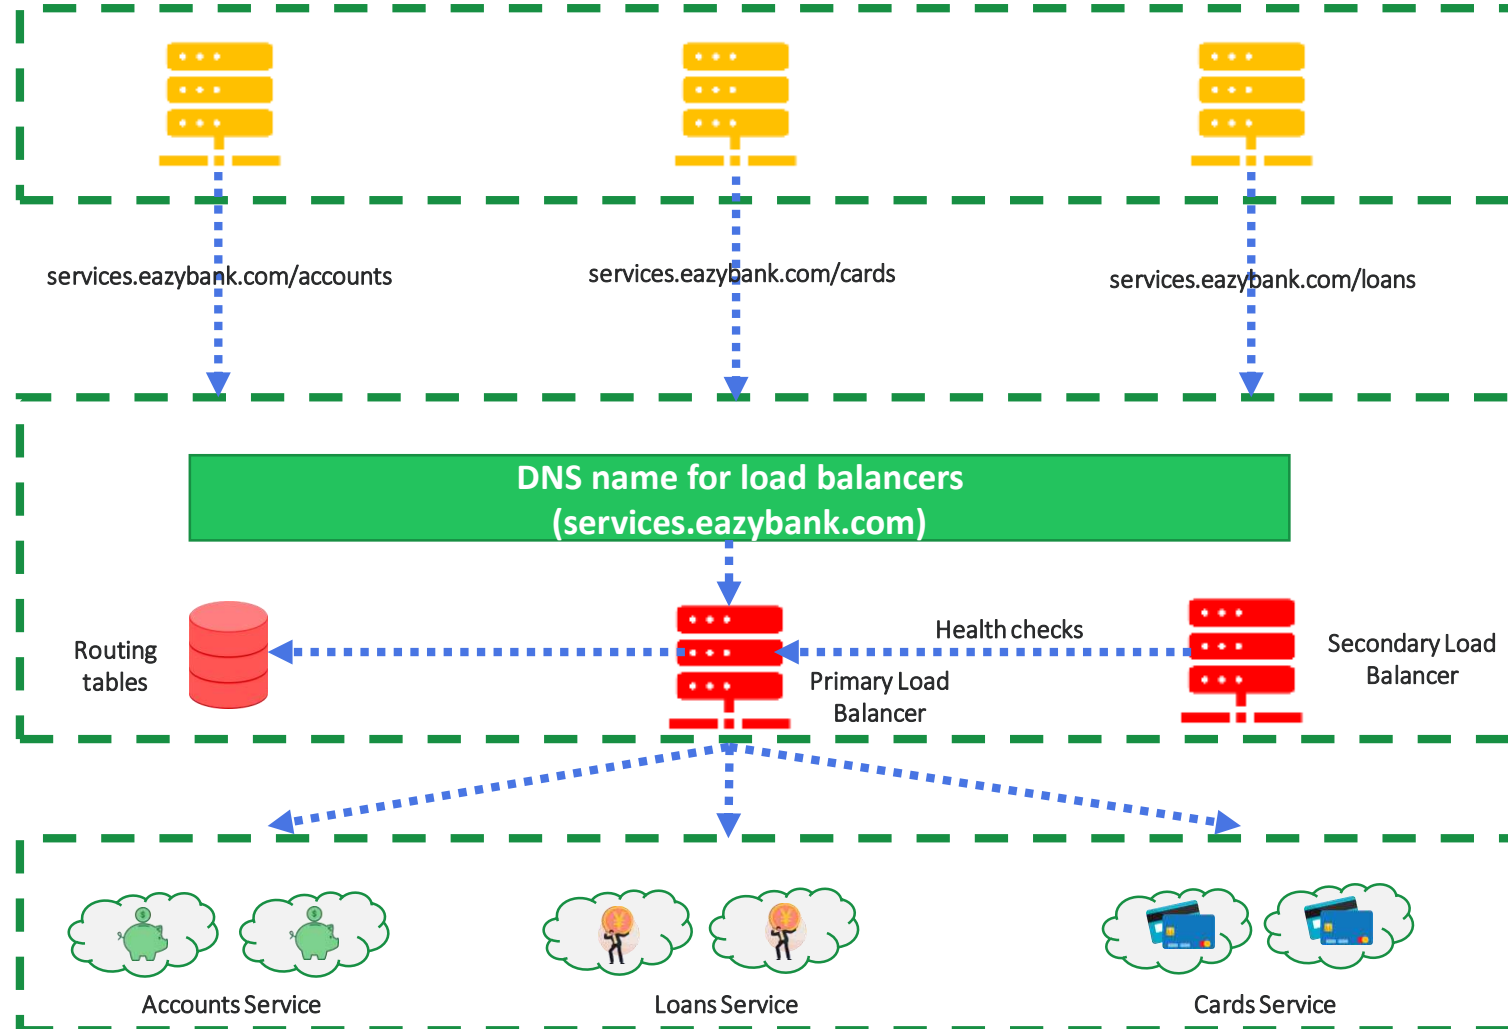 services.eazybank.com/accounts
services.eazybank.com/cards
services.eazybank.com/loans
DNS name for load balancers
(services.eazybank.com)
Routing
tables
Health checks
Primary Load
Balancer
Secondary Load
Balancer
Accounts Service
Loans Service
Cards Service